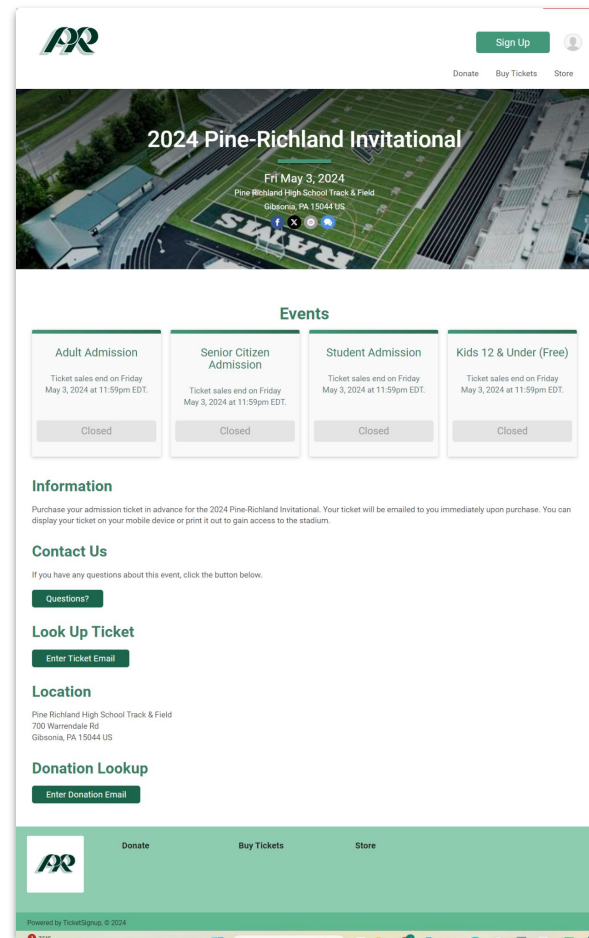 PR
Sign Up
Donate Buy Tickets Store
2024 Pine-Richland Invitational
Fri May 3, 2024
Pine Richland High School Track & Field
Gibsonia, PA 15044 US
RAMS
Events
Adult Admission
Ticket sales end on Friday
May 3, 2024 at 11:59pm EDT.
Closed
Senior Citizen
Admission
Ticket sales end on Friday
May 3, 2024 at 11:59pm EDT.
Closed
Student Admission
Ticket sales end on Friday
May 3, 2024 at 11:59pm EDT.
Closed
Kids 12 & Under (Free)
Ticket sales end on Friday
May 3, 2024 at 11:59pm EDT.
Closed
Information
Purchase your admission ticket in advance for the 2024 Pine-Richland Invitational. Your ticket will be emailed to you immediately upon purchase. You can
display your ticket on your mobile device or print it out to gain access to the stadium.
Contact Us
If you have any questions about this event, click the button below.
Questions?
Look Up Ticket
Enter Ticket Email
Location
Pine Richland High School Track & Field
700 Warrendale Rd
Gibsonia, PA 15044 US
Donation Lookup
Enter Donation Email
PR
Donate Buy Tickets Store
Powered by TicketSignup, © 2024